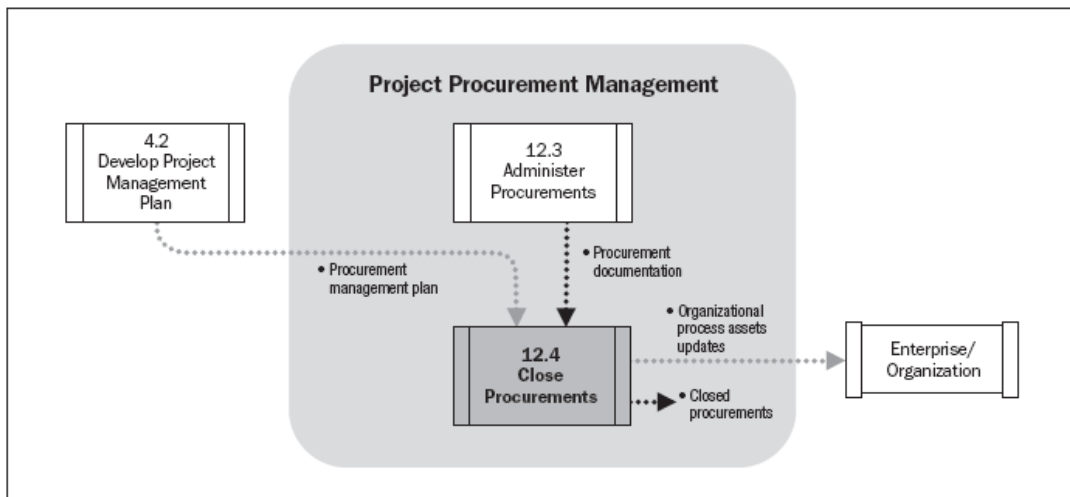 Project Procurement Management
4.2
Develop Project
Management
Plan
12.3
Administer
Procurements
• Procurement
management plan
• Procurement
documentation
12.4
Close
Procurements
• Organizational
process assets
updates
• Closed
procurements
Enterprise/
Organization